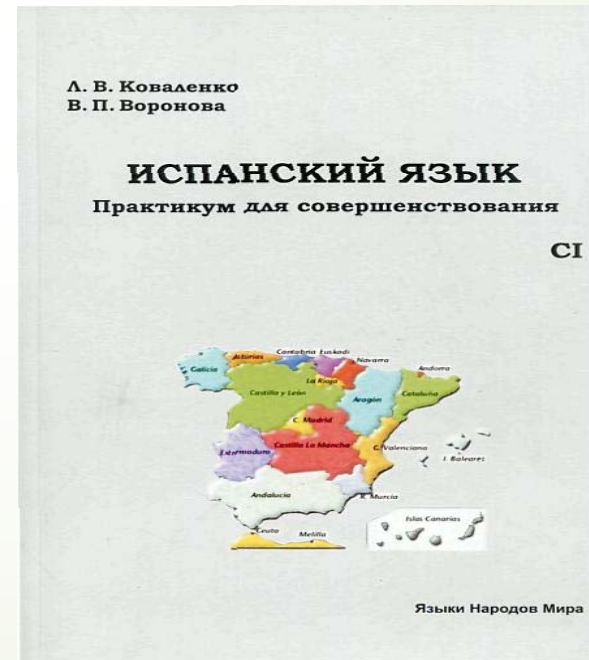 Л. В. Коваленко
В. П. Воронова
ИСПАНСКИЙ ЯЗЫК
Практикум для совершенствования
CI
Cantabria Euskadi
Asturias
Navarra
Galicia
Andorra
La Rioja
Castilla y León
Aragón
Cataluña
C. Madrid
Castilla La Mancha
C. Valenciana
Extrmadura
I. Baleares
Andalucía
R. Murcia
Islas Canarias
Ceuta
Melilla
Языки Народов Мира